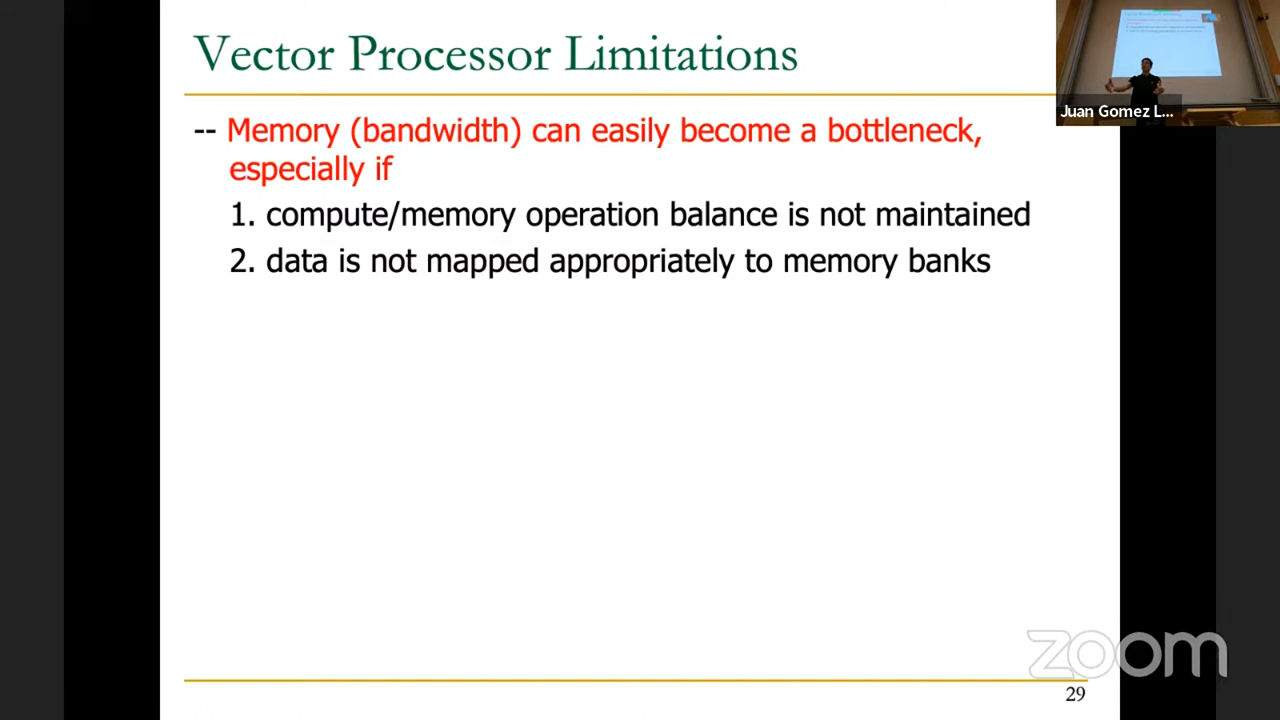 Vector Processor Limitations
Juan Gomez L...
-- Memory (bandwidth) can easily become a bottleneck,
especially if
1. compute/memory operation balance is not maintained
2. data is not mapped appropriately to memory banks
zoom
29